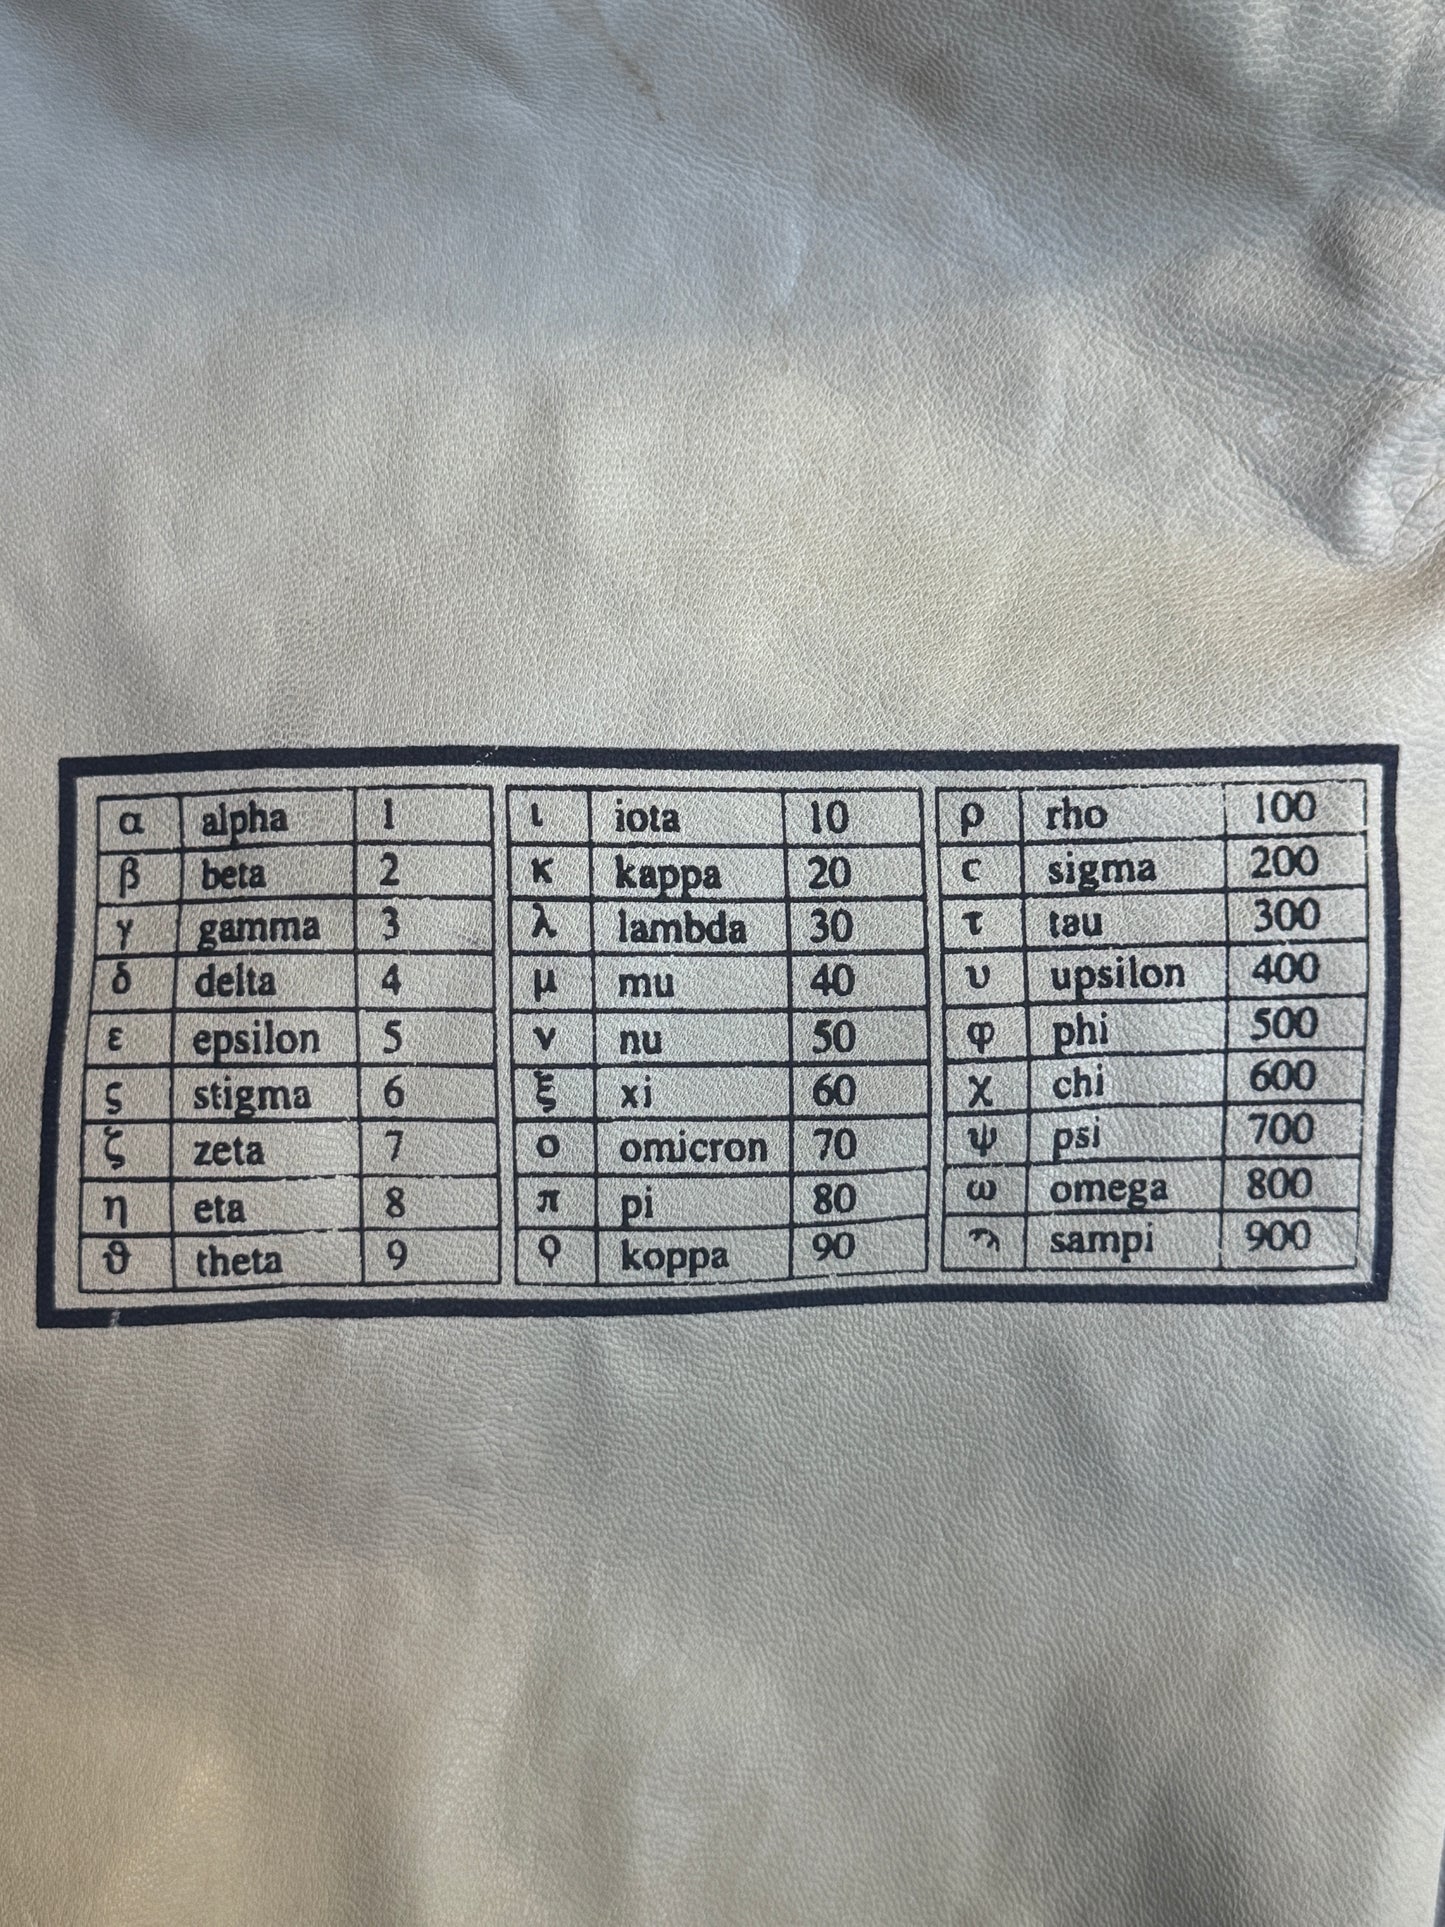 α alpha 1 ι iota 10 ρ rho 100
β beta 2 κ kappa 20 c sigma 200
γ gamma 3 λ lambda 30 τ tau 300
δ delta 4 μ mu 40 υ upsilon 400
ε epsilon 5 ν nu 50 φ phi 500
ς stigma 6 ξ xi 60 χ chi 600
ζ zeta 7 ο omicron 70 ψ psi 700
η eta 8 π pi 80 ω omega 800
ϑ theta 9 ϙ koppa 90 ϡ sampi 900